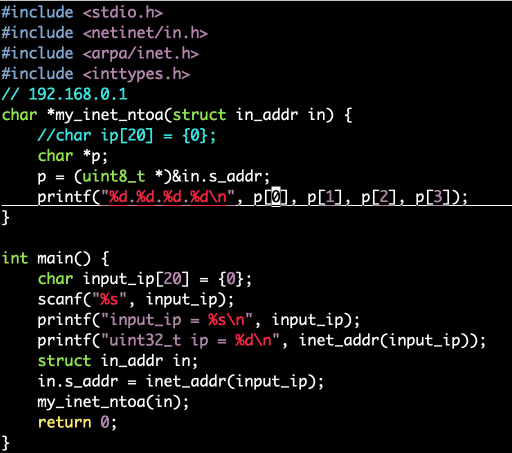 #include <stdio.h>
#include <netinet/in.h>
#include <arpa/inet.h>
#include <inttypes.h>
// 192.168.0.1
char *my_inet_ntoa(struct in_addr in) {
    //char ip[20] = {0};
    char *p;
    p = (uint8_t *)&in.s_addr;
    printf("%d.%d.%d.%d\n", p[0], p[1], p[2], p[3]);
}

int main() {
    char input_ip[20] = {0};
    scanf("%s", input_ip);
    printf("input_ip = %s\n", input_ip);
    printf("uint32_t ip = %d\n", inet_addr(input_ip));
    struct in_addr in;
    in.s_addr = inet_addr(input_ip);
    my_inet_ntoa(in);
    return 0;
}